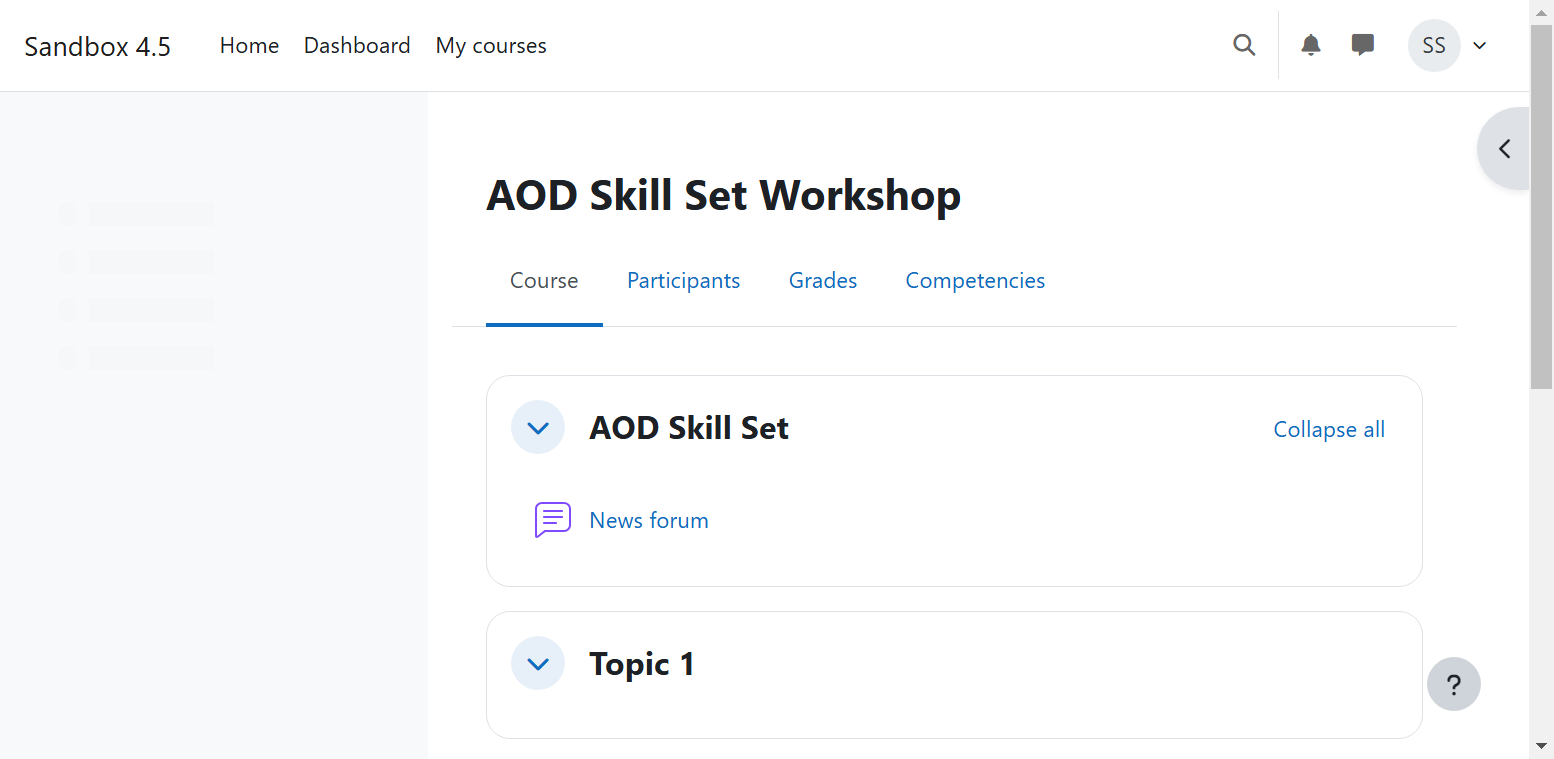 Sandbox 4.5 Home Dashboard My courses SS
AOD Skill Set Workshop
Course Participants Grades Competencies
AOD Skill Set Collapse all
News forum
Topic 1
?